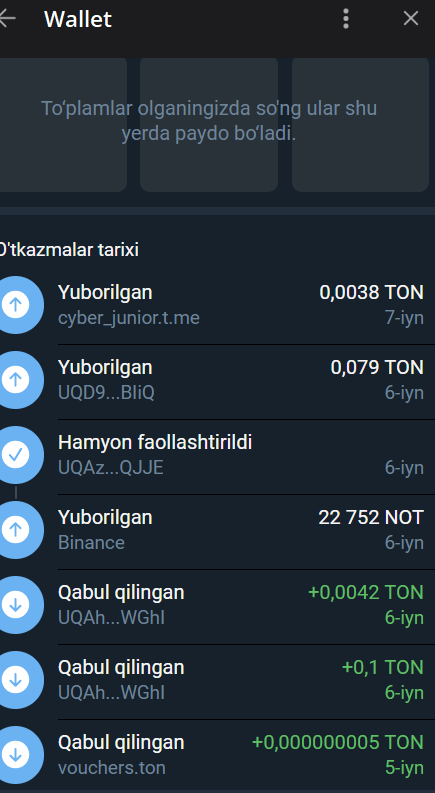 Wallet
To‘plamlar olganingizda so'ng ular shu
yerda paydo bo‘ladi.
O'tkazmalar tarixi
Yuborilgan 0,0038 TON
cyber_junior.t.me 7-iyn
Yuborilgan 0,079 TON
UQD9...BIiQ 6-iyn
Hamyon faollashtirildi
UQAz...QJJE 6-iyn
Yuborilgan 22 752 NOT
Binance 6-iyn
Qabul qilingan +0,0042 TON
UQAh...WGhI 6-iyn
Qabul qilingan +0,1 TON
UQAh...WGhI 6-iyn
Qabul qilingan +0,000000005 TON
vouchers.ton 5-iyn